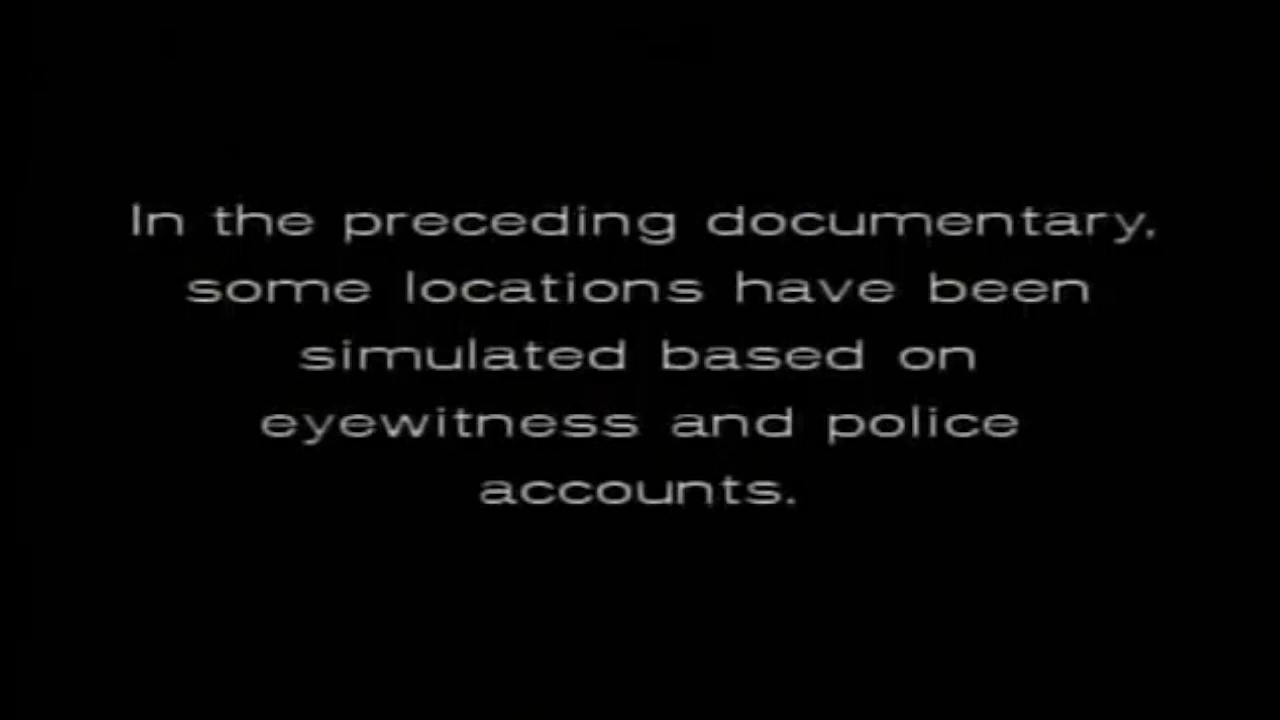 In the preceding documentary,
some locations have been
simulated based on
eyewitness and police
accounts.